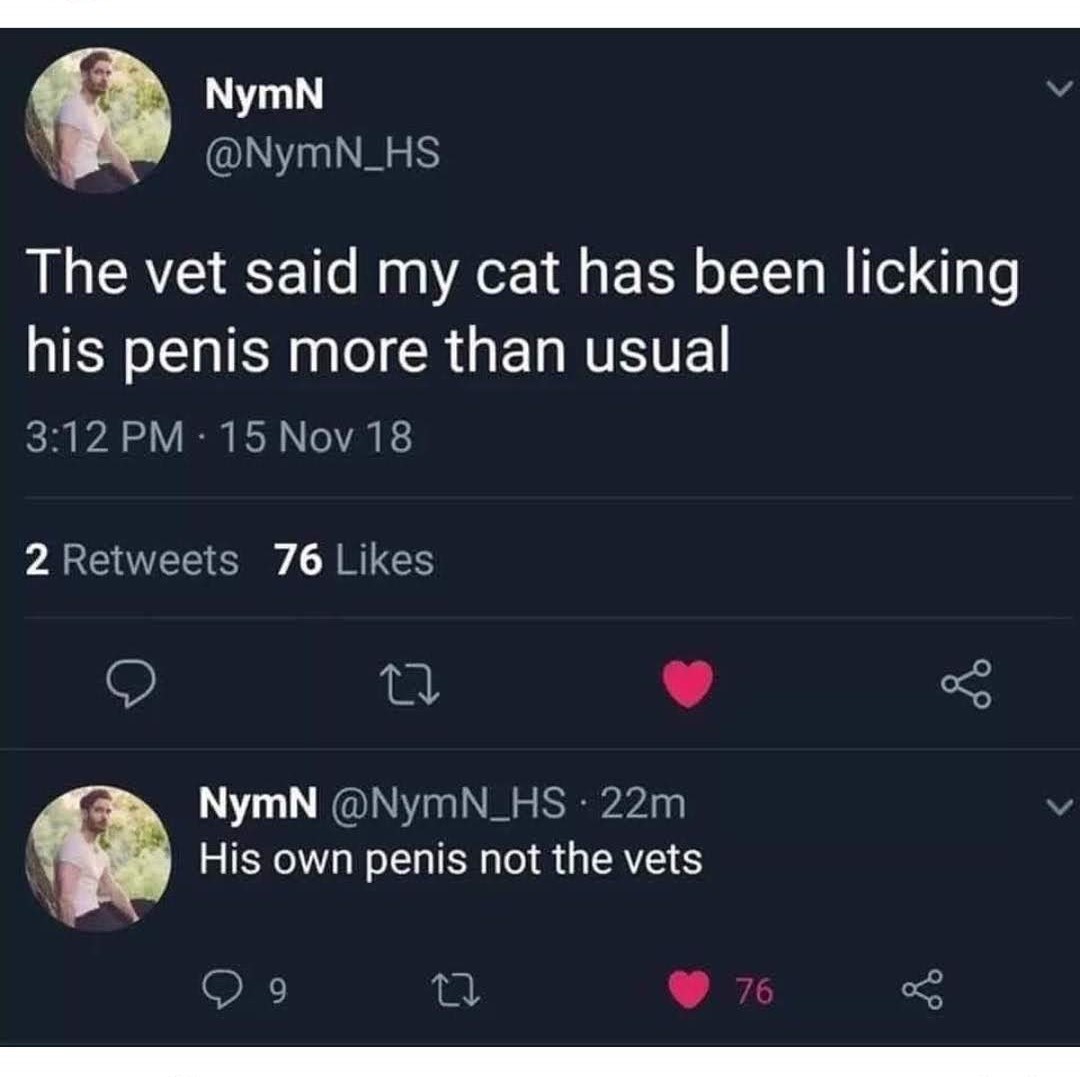 NymN
@NymN_HS
The vet said my cat has been licking
his penis more than usual
3:12 PM · 15 Nov 18
2 Retweets 76 Likes
NymN @NymN_HS · 22m
His own penis not the vets
9 76